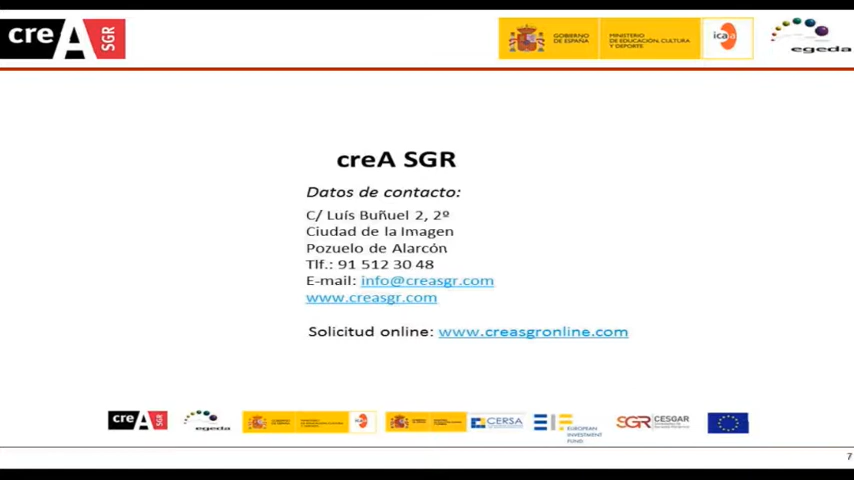 creA SGR
GOBIERNO DE ESPAÑA
MINISTERIO DE EDUCACIÓN, CULTURA Y DEPORTE
icaa
egeda
creA SGR
Datos de contacto:
C/ Luís Buñuel 2, 2º
Ciudad de la Imagen
Pozuelo de Alarcón
Tlf.: 91 512 30 48
E-mail: info@creasgr.com
www.creasgr.com
Solicitud online: www.creasgronline.com
creA SGR
egeda
CERSA
EIF
EUROPEAN
INVESTMENT
FUND
SGR CESGAR
7